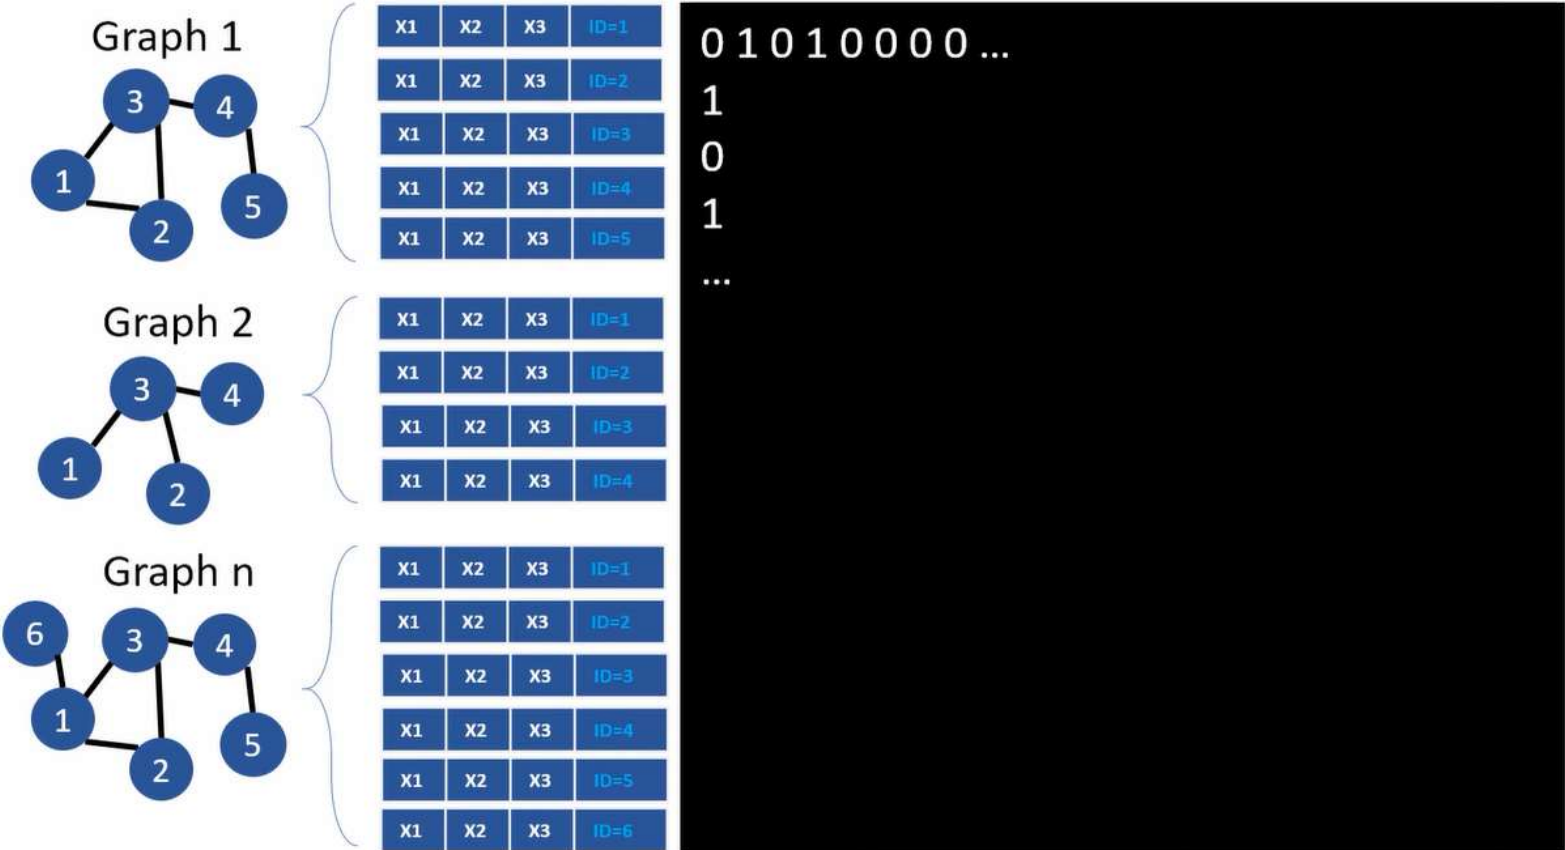 Graph 1
3
4
1
5
2
X1 X2 X3 ID=1
X1 X2 X3 ID=2
X1 X2 X3 ID=3
X1 X2 X3 ID=4
X1 X2 X3 ID=5
Graph 2
3
4
1
2
X1 X2 X3 ID=1
X1 X2 X3 ID=2
X1 X2 X3 ID=3
X1 X2 X3 ID=4
Graph n
6
3
4
1
5
2
X1 X2 X3 ID=1
X1 X2 X3 ID=2
X1 X2 X3 ID=3
X1 X2 X3 ID=4
X1 X2 X3 ID=5
X1 X2 X3 ID=6
0 1 0 1 0 0 0 0 ...
1
0
1
...